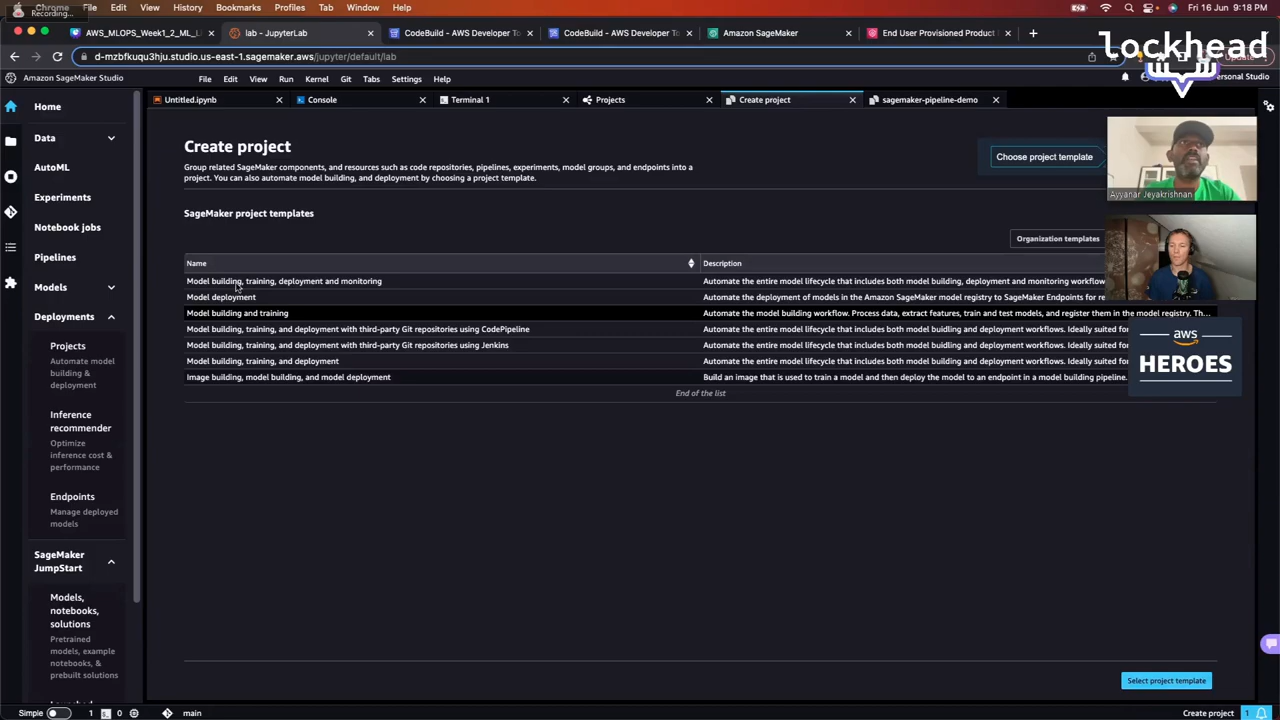 Chrome Edit View History Bookmarks Profiles Tab Window Help
Recording...
Fri 16 Jun 9:18 PM
AWS_MLOPS_Week1_2_ML_I
lab - JupyterLab
CodeBuild - AWS Developer To
CodeBuild - AWS Developer To
Amazon SageMaker
End User Provisioned Product
d-mzbfkuqu3hju.studio.us-east-1.sagemaker.aws/jupyter/default/lab
Update
lockhead
Amazon SageMaker Studio
File Edit View Run Kernel Git Tabs Settings Help
Personal Studio
Untitled.ipynb
Console
Terminal 1
Projects
Create project
sagemaker-pipeline-demo
Home
Data
AutoML
Experiments
Notebook jobs
Pipelines
Models
Deployments
Projects
Automate model
building &
deployment
Inference
recommender
Optimize
inference cost &
performance
Endpoints
Manage deployed
models
SageMaker
JumpStart
Models,
notebooks,
solutions
Pretrained
models, example
notebooks, &
prebuilt solutions
Create project
Group related SageMaker components, and resources such as code repositories, pipelines, experiments, model groups, and endpoints into a
project. You can also automate model building, and deployment by choosing a project template.
Choose project template
SageMaker project templates
Organization templates
Name Description
Model building, training, deployment and monitoring Automate the entire model lifecycle that includes both model building, deployment and monitoring workflow
Model deployment Automate the deployment of models in the Amazon SageMaker model registry to SageMaker Endpoints for re
Model building and training Automate the model building workflow. Process data, extract features, train and test models, and register them in the model registry. Th...
Model building, training, and deployment with third-party Git repositories using CodePipeline Automate the entire model lifecycle that includes both model building and deployment workflows. Ideally suited for
Model building, training, and deployment with third-party Git repositories using Jenkins Automate the entire model lifecycle that includes both model building and deployment workflows. Ideally suited for
Model building, training, and deployment Automate the entire model lifecycle that includes both model building and deployment workflows. Ideally suited for
Image building, model building, and model deployment Build an image that is used to train a model and then deploy the model to an endpoint in a model building pipeline.
End of the list
Ayyanar Jeyakrishnan
aws
HEROES
Select project template
Simple 1 0 main
Create project 1